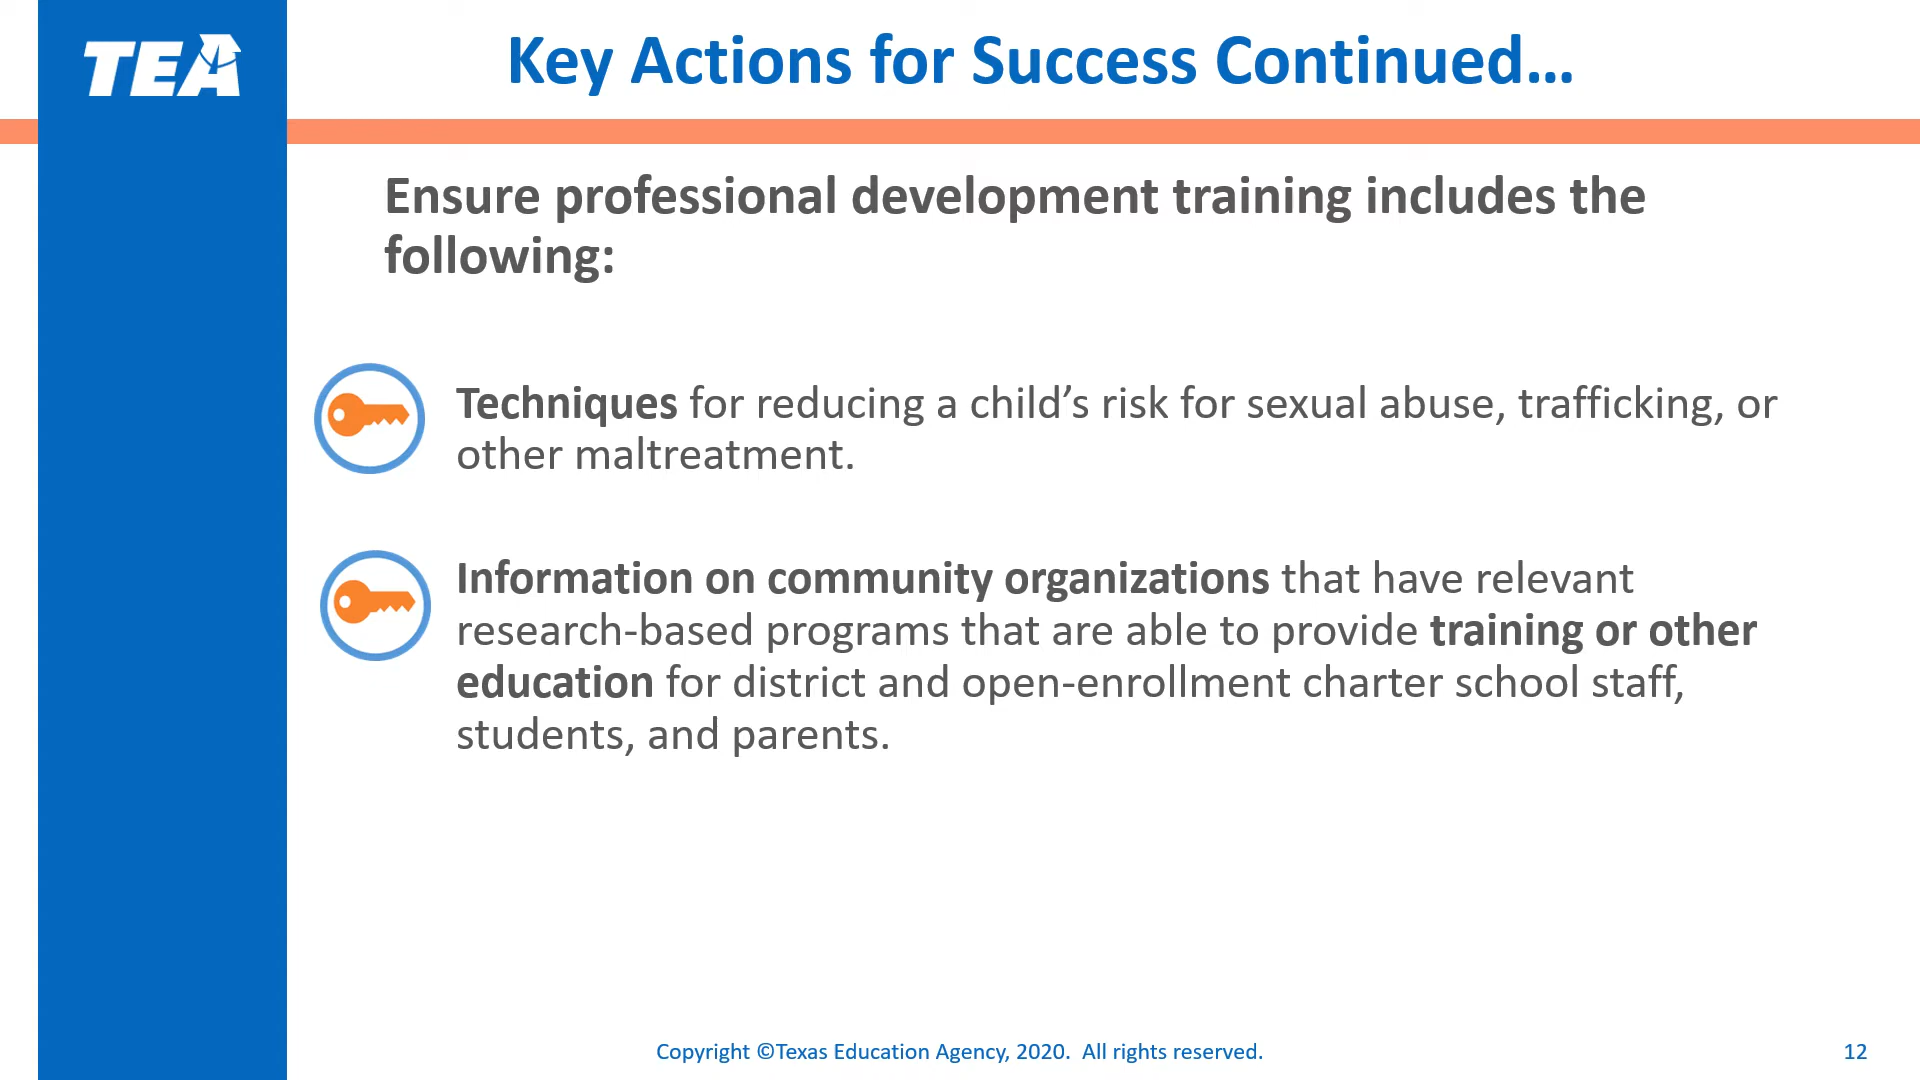 TEA
Key Actions for Success Continued...
Ensure professional development training includes the
following:
Techniques for reducing a child’s risk for sexual abuse, trafficking, or
other maltreatment.
Information on community organizations that have relevant
research-based programs that are able to provide training or other
education for district and open-enrollment charter school staff,
students, and parents.
Copyright ©Texas Education Agency, 2020.  All rights reserved.
12